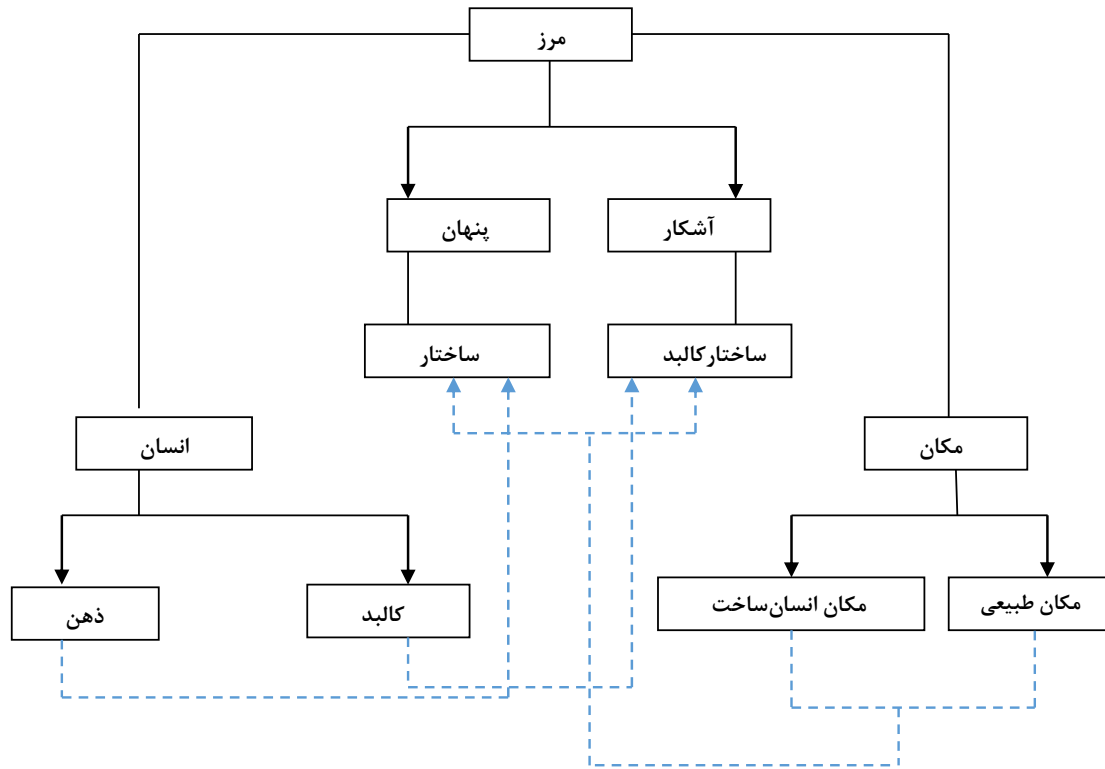 مرز
آشکار
پنهان
ساختارکالبد
ساختار
مکان
انسان
مکان طبیعی
مکان انسان‌ساخت
کالبد
ذهن